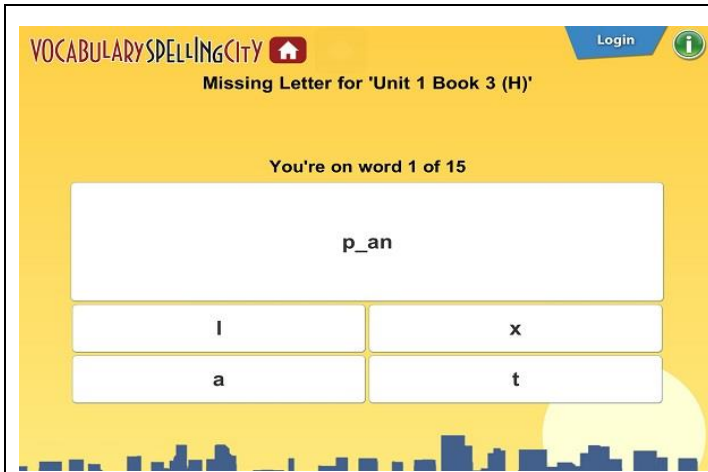 VOCABULARYSPELLINGCITY
Login
i
Missing Letter for 'Unit 1 Book 3 (H)'
You're on word 1 of 15
p_an
l
x
a
t